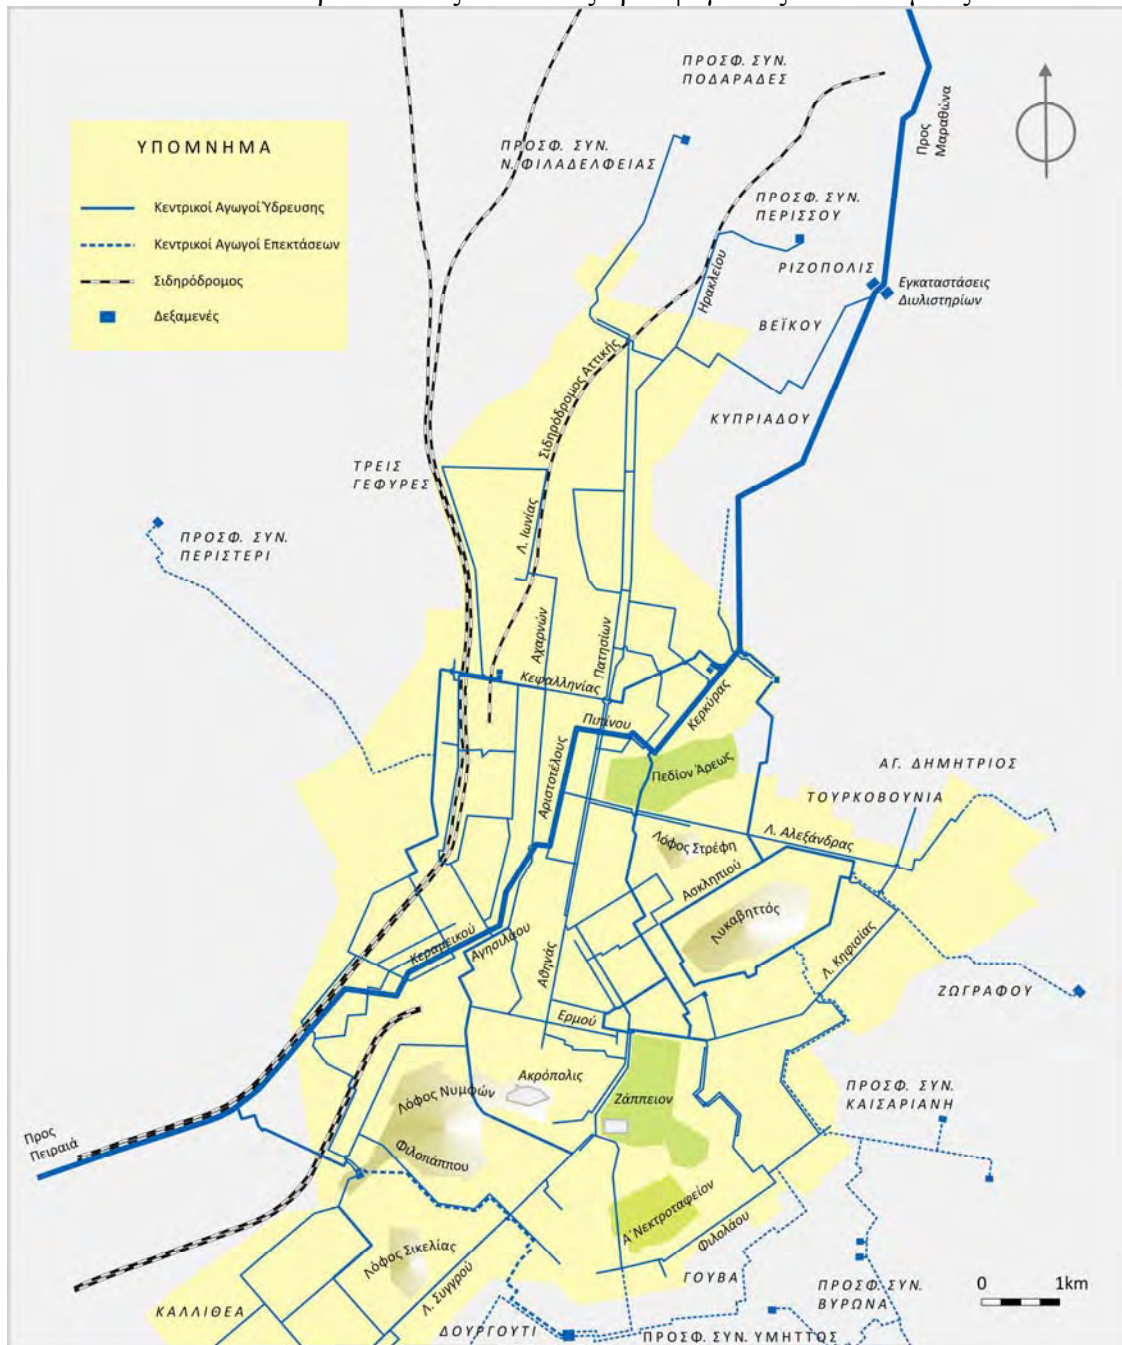 ΥΠΟΜΝΗΜΑ
Κεντρικοί Αγωγοί Ύδρευσης
Κεντρικοί Αγωγοί Επεκτάσεων
Σιδηρόδρομος
Δεξαμενές
ΠΡΟΣΦ. ΣΥΝ.
ΠΟΔΑΡΑΔΕΣ
ΠΡΟΣΦ. ΣΥΝ.
Ν. ΦΙΛΑΔΕΛΦΕΙΑΣ
Προς
Μαραθώνα
ΠΡΟΣΦ. ΣΥΝ.
ΠΕΡΙΣΣΟΥ
ΡΙΖΟΠΟΛΙΣ
Εγκαταστάσεις
Διυλιστηρίων
Ηρακλείου
ΒΕΪΚΟΥ
Σιδηρόδρομος Αττικής
ΚΥΠΡΙΑΔΟΥ
ΤΡΕΙΣ
ΓΕΦΥΡΕΣ
Λ. Ιωνίας
ΠΡΟΣΦ. ΣΥΝ.
ΠΕΡΙΣΤΕΡΙ
Αχαρνών
Πατησίων
Κεφαλληνίας
Κερκύρας
Πιπίνου
Αριστοτέλους
Πεδίον Άρεως
ΑΓ. ΔΗΜΗΤΡΙΟΣ
ΤΟΥΡΚΟΒΟΥΝΙΑ
Λ. Αλεξάνδρας
Λόφος Στρέφη
Ασκληπιού
Λυκαβηττός
Κεραμεικού
Αγησιλάου
Αθηνάς
Λ. Κηφισίας
ΖΩΓΡΑΦΟΥ
Ερμού
Ακρόπολις
Λόφος Νυμφών
Ζάππειον
ΠΡΟΣΦ. ΣΥΝ.
ΚΑΙΣΑΡΙΑΝΗ
Προς
Πειραιά
Φιλοπάππου
Α΄ Νεκτροταφείον
Φιλολάου
Λόφος Σικελίας
Λ. Συγγρού
ΓΟΥΒΑ
0 1km
ΠΡΟΣΦ. ΣΥΝ.
ΒΥΡΩΝΑ
ΚΑΛΛΙΘΕΑ
ΔΟΥΡΓΟΥΤΙ
ΠΡΟΣΦ. ΣΥΝ. ΥΜΗΤΤΟΣ